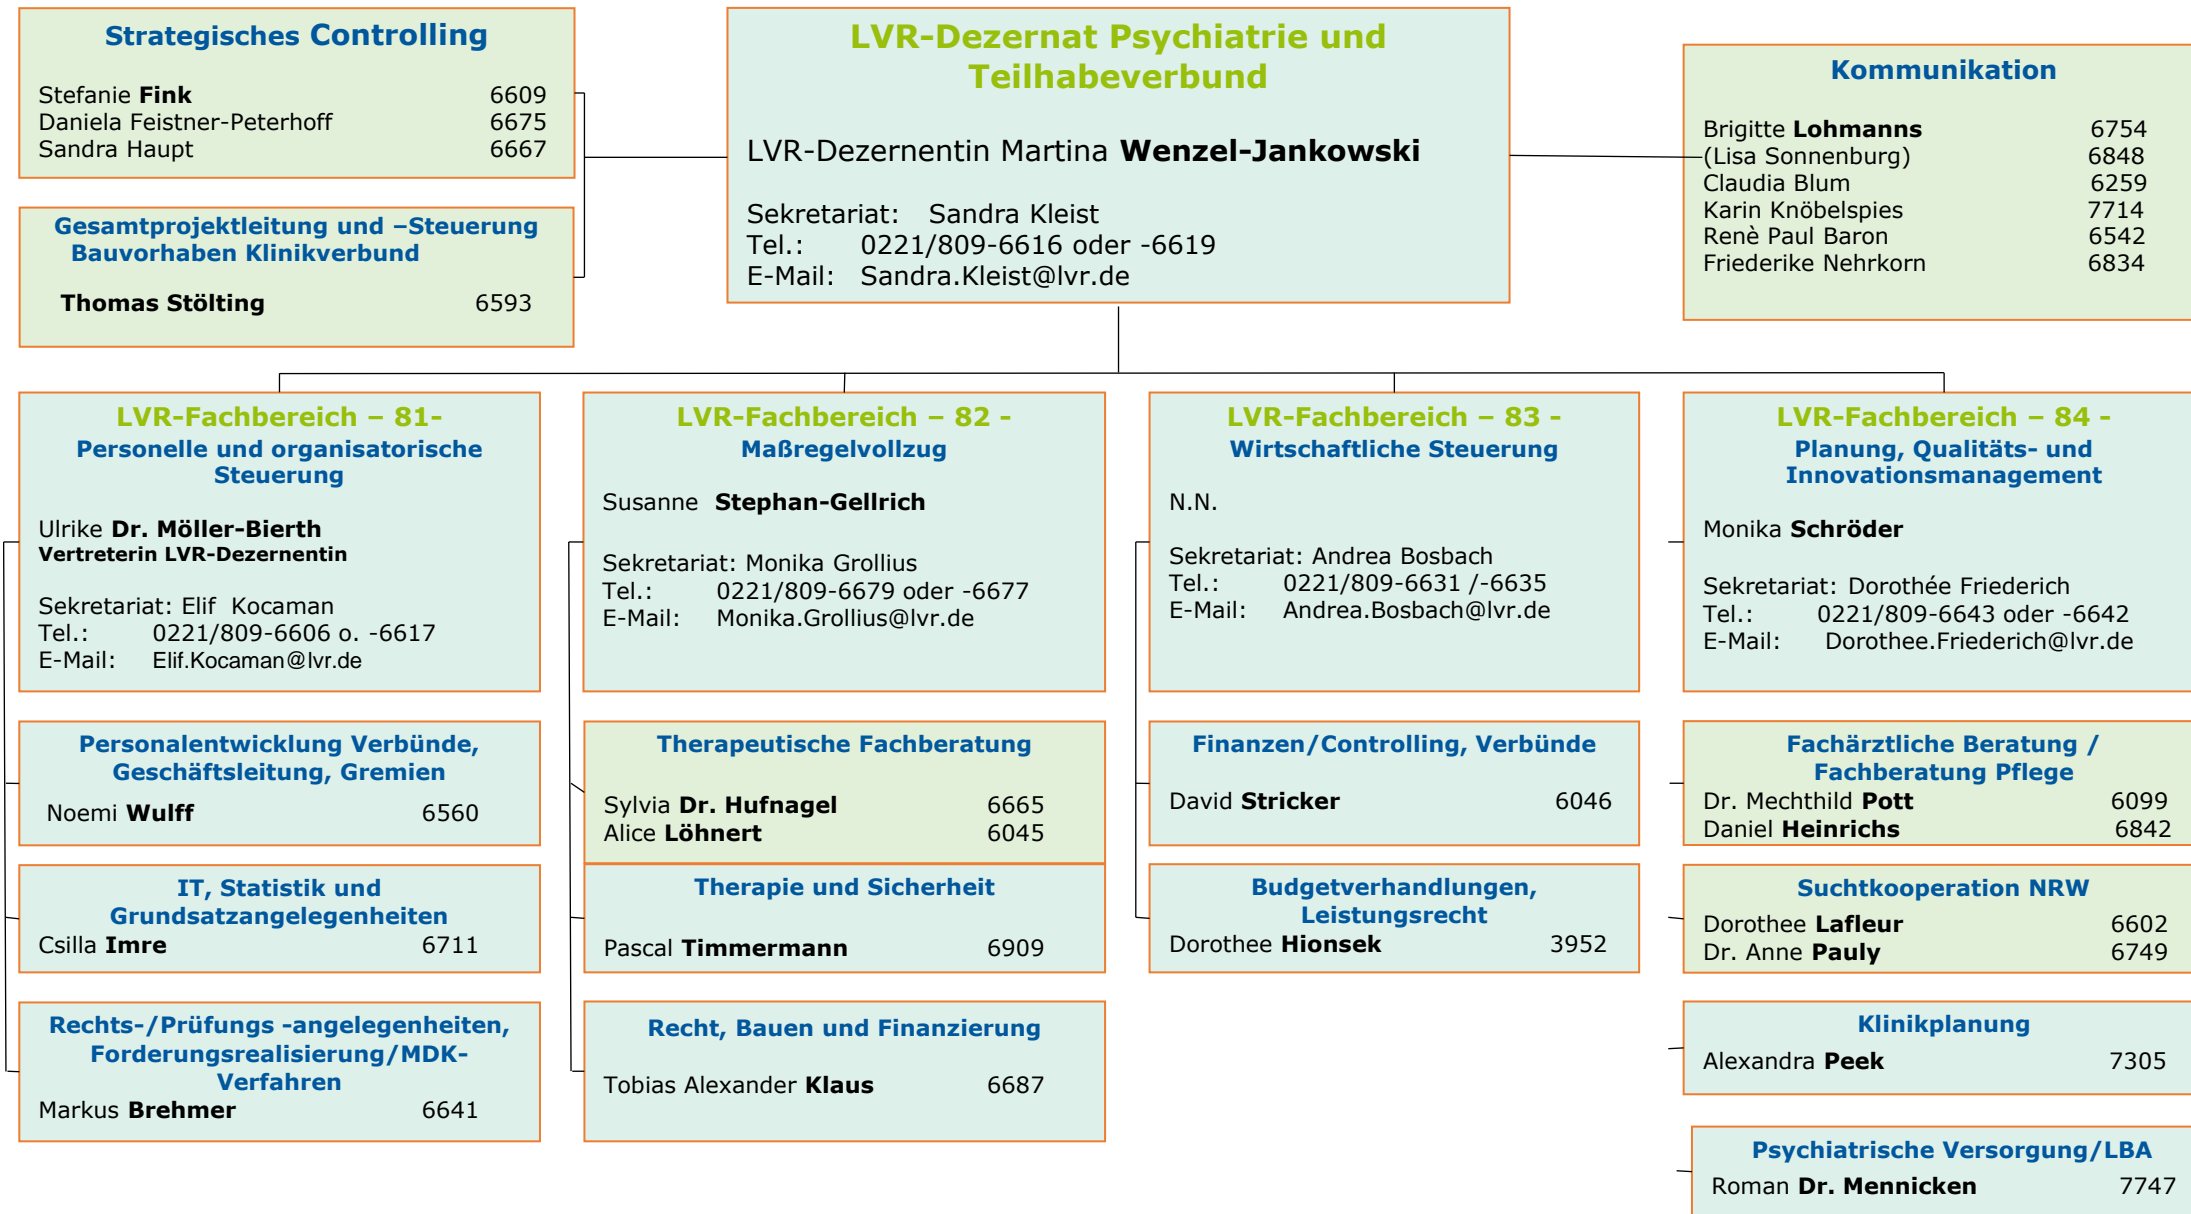 Strategisches Controlling
Stefanie Fink 6609
Daniela Feistner-Peterhoff 6675
Sandra Haupt 6667
Gesamtprojektleitung und –Steuerung
Bauvorhaben Klinikverbund
Thomas Stölting 6593
LVR-Dezernat Psychiatrie und
Teilhabeverbund
LVR-Dezernentin Martina Wenzel-Jankowski
Sekretariat: Sandra Kleist
Tel.: 0221/809-6616 oder -6619
E-Mail: Sandra.Kleist@lvr.de
Kommunikation
Brigitte Lohmanns 6754
(Lisa Sonnenburg) 6848
Claudia Blum 6259
Karin Knöbelspies 7714
Renè Paul Baron 6542
Friederike Nehrkorn 6834
LVR-Fachbereich – 81-
Personelle und organisatorische
Steuerung
Ulrike Dr. Möller-Bierth
Vertreterin LVR-Dezernentin
Sekretariat: Elif Kocaman
Tel.: 0221/809-6606 o. -6617
E-Mail: Elif.Kocaman@lvr.de
Personalentwicklung Verbünde,
Geschäftsleitung, Gremien
Noemi Wulff 6560
IT, Statistik und
Grundsatzangelegenheiten
Csilla Imre 6711
Rechts-/Prüfungs -angelegenheiten,
Forderungsrealisierung/MDK-
Verfahren
Markus Brehmer 6641
LVR-Fachbereich – 82 -
Maßregelvollzug
Susanne Stephan-Gellrich
Sekretariat: Monika Grollius
Tel.: 0221/809-6679 oder -6677
E-Mail: Monika.Grollius@lvr.de
Therapeutische Fachberatung
Sylvia Dr. Hufnagel 6665
Alice Löhnert 6045
Therapie und Sicherheit
Pascal Timmermann 6909
Recht, Bauen und Finanzierung
Tobias Alexander Klaus 6687
LVR-Fachbereich – 83 -
Wirtschaftliche Steuerung
N.N.
Sekretariat: Andrea Bosbach
Tel.: 0221/809-6631 /-6635
E-Mail: Andrea.Bosbach@lvr.de
Finanzen/Controlling, Verbünde
David Stricker 6046
Budgetverhandlungen,
Leistungsrecht
Dorothee Hionsek 3952
LVR-Fachbereich – 84 -
Planung, Qualitäts- und
Innovationsmanagement
Monika Schröder
Sekretariat: Dorothée Friederich
Tel.: 0221/809-6643 oder -6642
E-Mail: Dorothee.Friederich@lvr.de
Fachärztliche Beratung /
Fachberatung Pflege
Dr. Mechthild Pott 6099
Daniel Heinrichs 6842
Suchtkooperation NRW
Dorothee Lafleur 6602
Dr. Anne Pauly 6749
Klinikplanung
Alexandra Peek 7305
Psychiatrische Versorgung/LBA
Roman Dr. Mennicken 7747